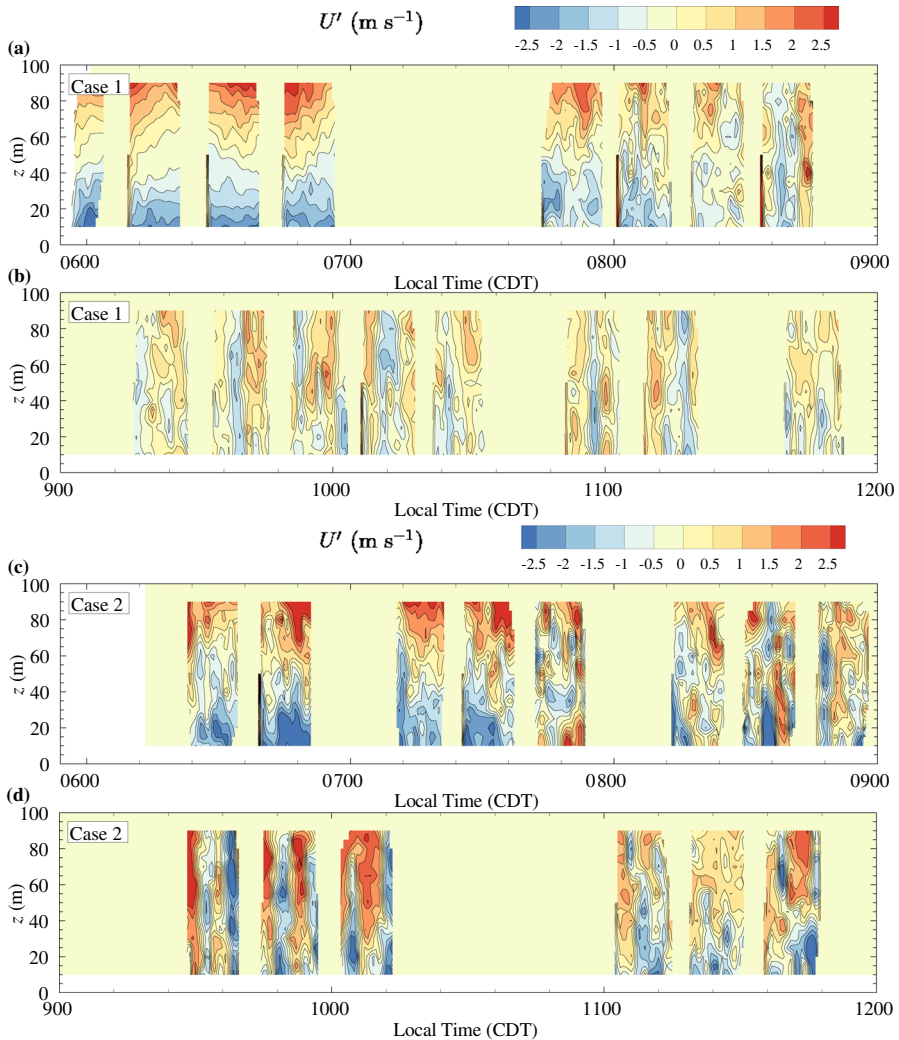 U′ (m s⁻¹)
-2.5 -2 -1.5 -1 -0.5 0 0.5 1 1.5 2 2.5
(a)
Case 1
100
80
60
40
20
0
z (m)
0600 0700 0800 0900
Local Time (CDT)
(b)
Case 1
100
80
60
40
20
0
z (m)
900 1000 1100 1200
Local Time (CDT)
U′ (m s⁻¹)
-2.5 -2 -1.5 -1 -0.5 0 0.5 1 1.5 2 2.5
(c)
Case 2
100
80
60
40
20
0
z (m)
0600 0700 0800 0900
Local Time (CDT)
(d)
Case 2
100
80
60
40
20
0
z (m)
900 1000 1100 1200
Local Time (CDT)